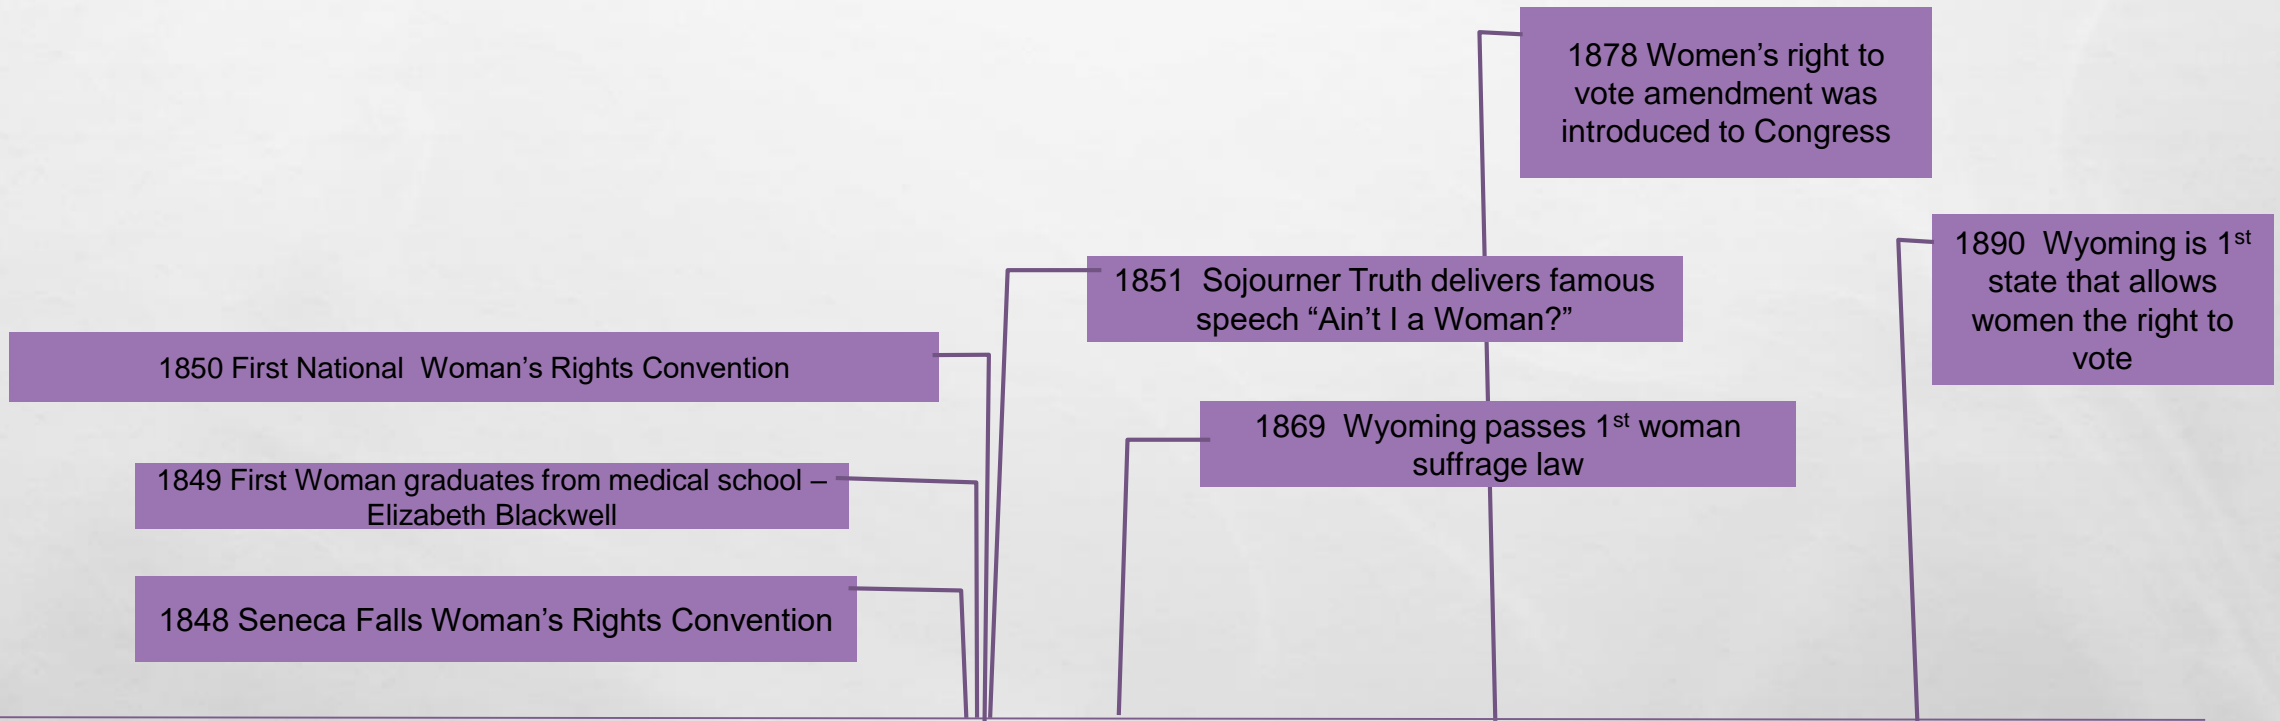 1878 Women’s right to
vote amendment was
introduced to Congress
1890  Wyoming is 1st
state that allows
women the right to
vote
1851  Sojourner Truth delivers famous
speech “Ain’t I a Woman?”
1850 First National  Woman’s Rights Convention
1869  Wyoming passes 1st woman
suffrage law
1849 First Woman graduates from medical school –
Elizabeth Blackwell
1848 Seneca Falls Woman’s Rights Convention